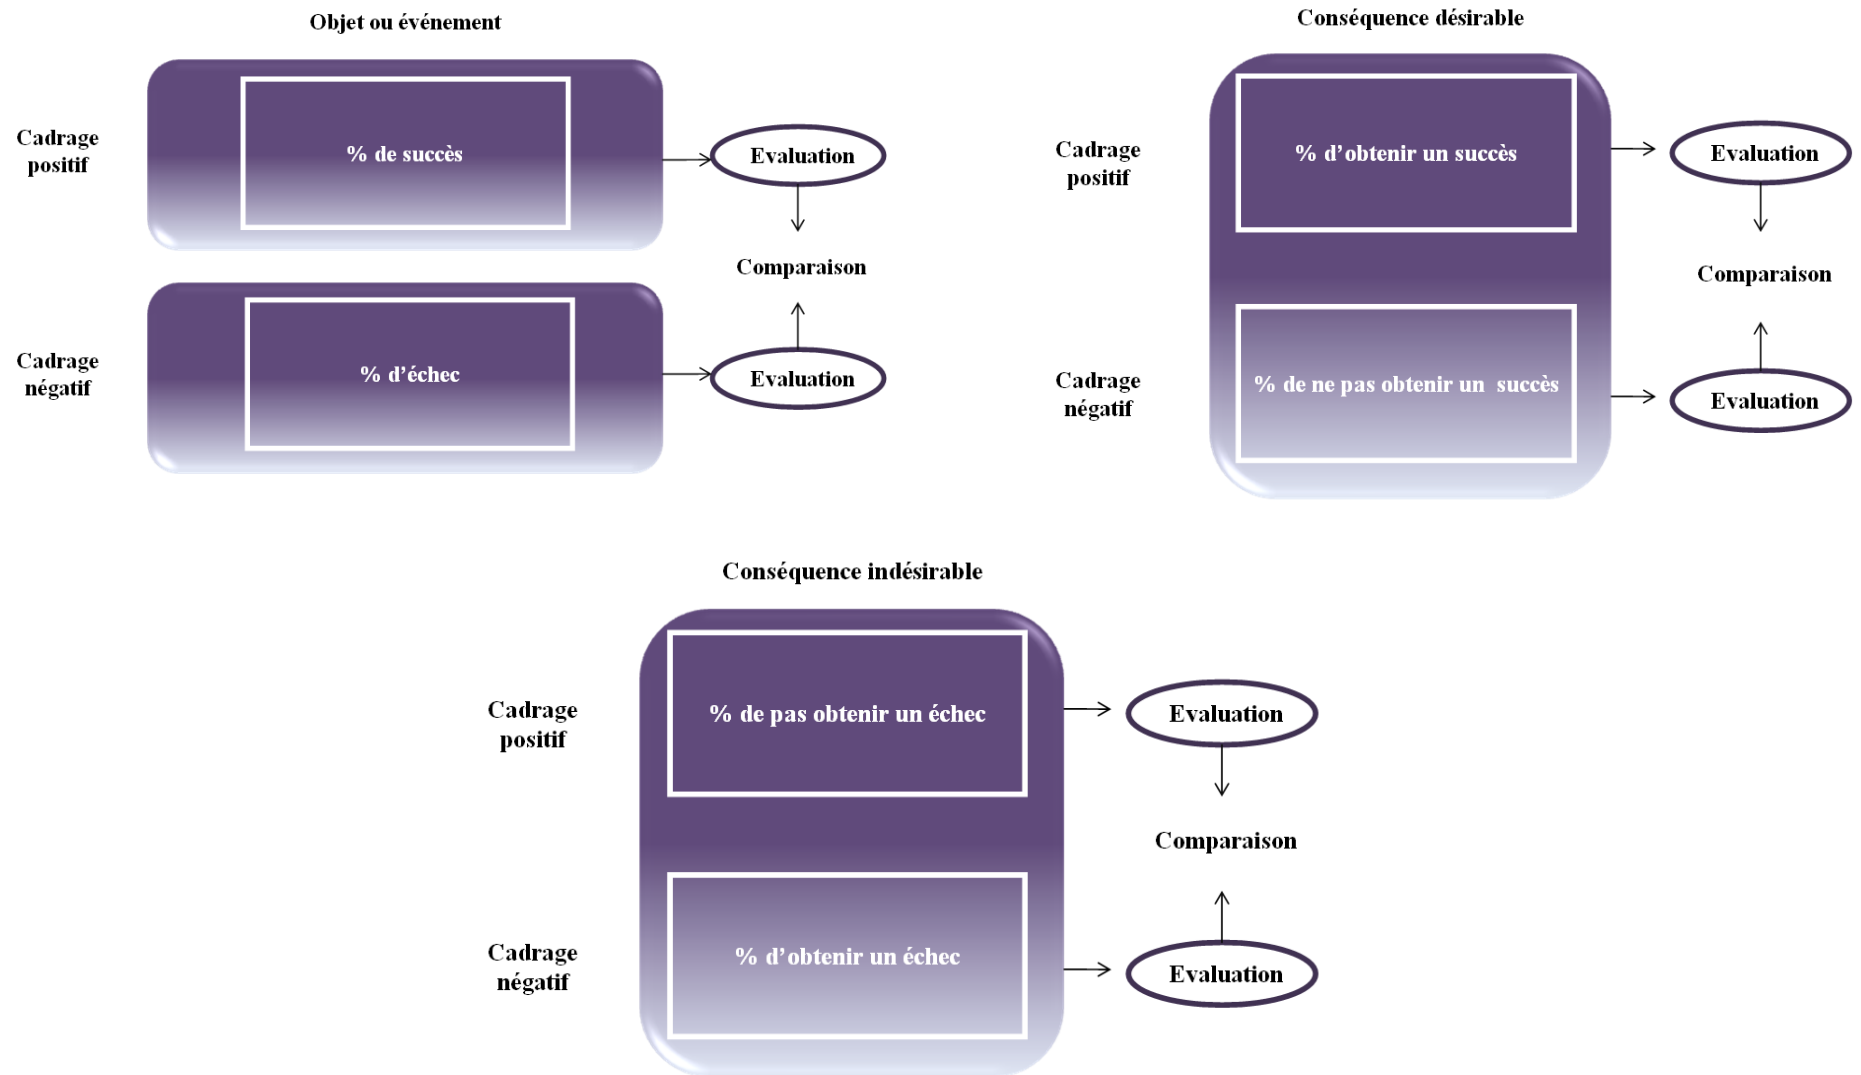 Objet ou événement
Cadrage
positif
% de succès
Evaluation
Comparaison
Cadrage
négatif
% d’échec
Evaluation
Conséquence désirable
Cadrage
positif
% d’obtenir un succès
Evaluation
Comparaison
Cadrage
négatif
% de ne pas obtenir un  succès
Evaluation
Conséquence indésirable
Cadrage
positif
% de pas obtenir un échec
Evaluation
Comparaison
Cadrage
négatif
% d’obtenir un échec
Evaluation